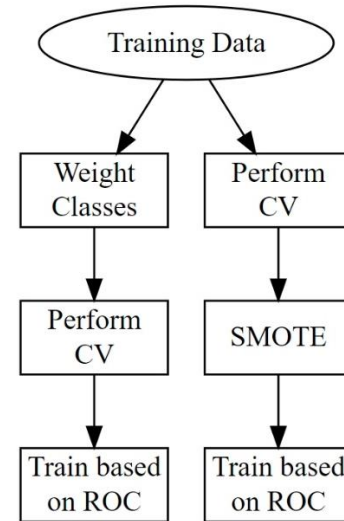 Training Data
Weight
Classes
Perform
CV
Perform
CV
SMOTE
Train based
on ROC
Train based
on ROC